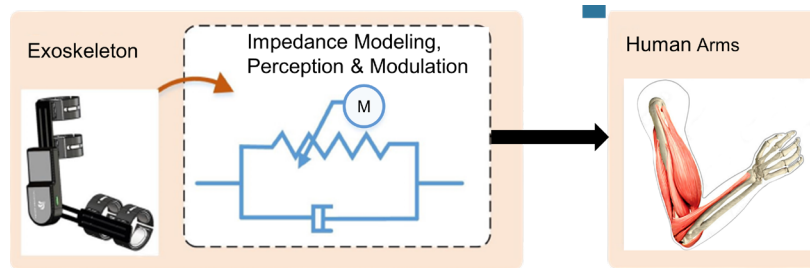 Exoskeleton
Impedance Modeling,
Perception & Modulation
M
Human Arms